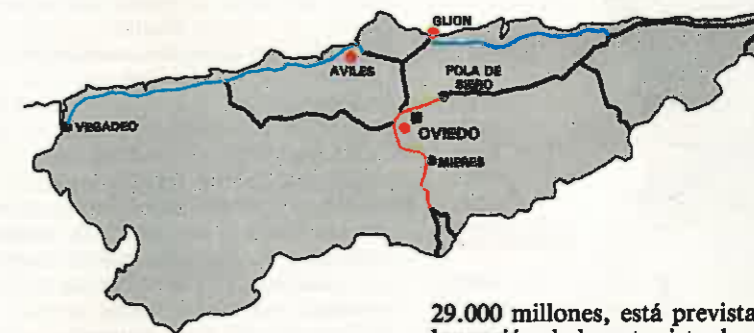 GIJON
AVILES
POLA DE
SIERO
VEGADEO
OVIEDO
MIERES
29.000 millones, está prevista